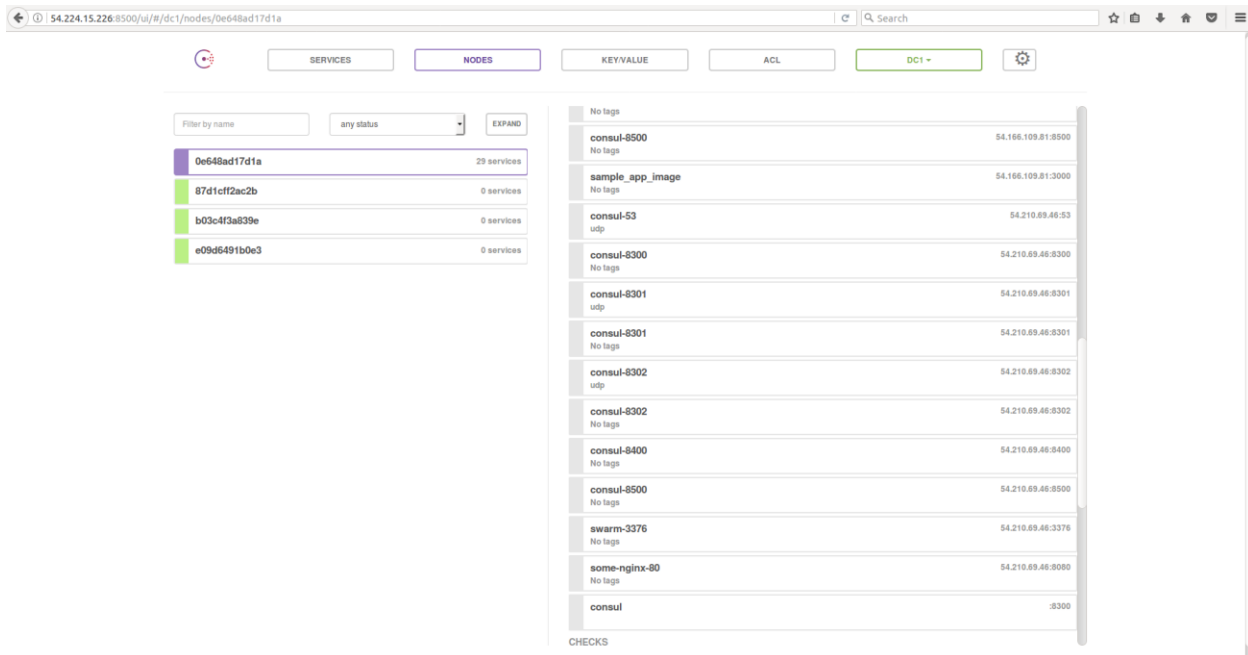 54.224.15.226:8500/ui/#/dc1/nodes/0e648ad17d1a
Search
SERVICES
NODES
KEY/VALUE
ACL
DC1
Filter by name
any status
EXPAND
0e648ad17d1a 29 services
87d1cff2ac2b 0 services
b03c4f3a839e 0 services
e09d6491b0e3 0 services
No tags
consul-8500 54.166.109.81:8500
No tags
sample_app_image 54.166.109.81:3000
No tags
consul-53 54.210.69.46:53
udp
consul-8300 54.210.69.46:8300
No tags
consul-8301 54.210.69.46:8301
udp
consul-8301 54.210.69.46:8301
No tags
consul-8302 54.210.69.46:8302
udp
consul-8302 54.210.69.46:8302
No tags
consul-8400 54.210.69.46:8400
No tags
consul-8500 54.210.69.46:8500
No tags
swarm-3376 54.210.69.46:3376
No tags
some-nginx-80 54.210.69.46:8080
No tags
consul :8300
CHECKS